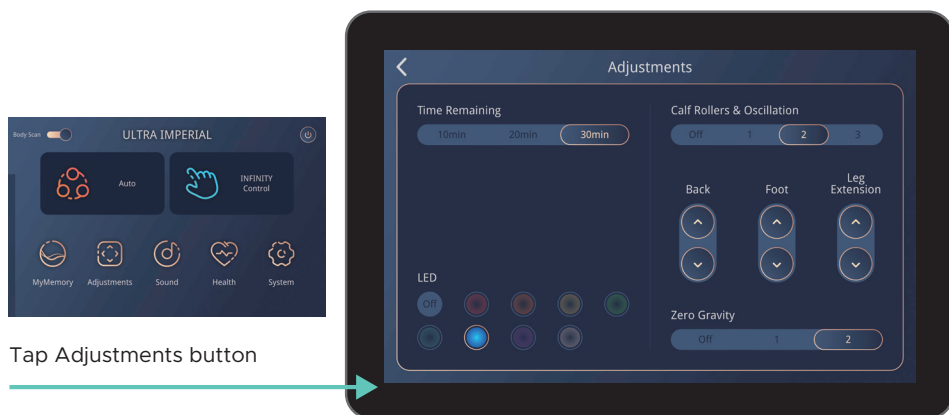 Body Scan
ULTRA IMPERIAL
Auto
INFINITY
Control
MyMemory
Adjustments
Sound
Health
System
Tap Adjustments button
Adjustments
Time Remaining
10min 20min 30min
LED
Off
Calf Rollers & Oscillation
Off 1 2 3
Back
Foot
Leg
Extension
Zero Gravity
Off 1 2